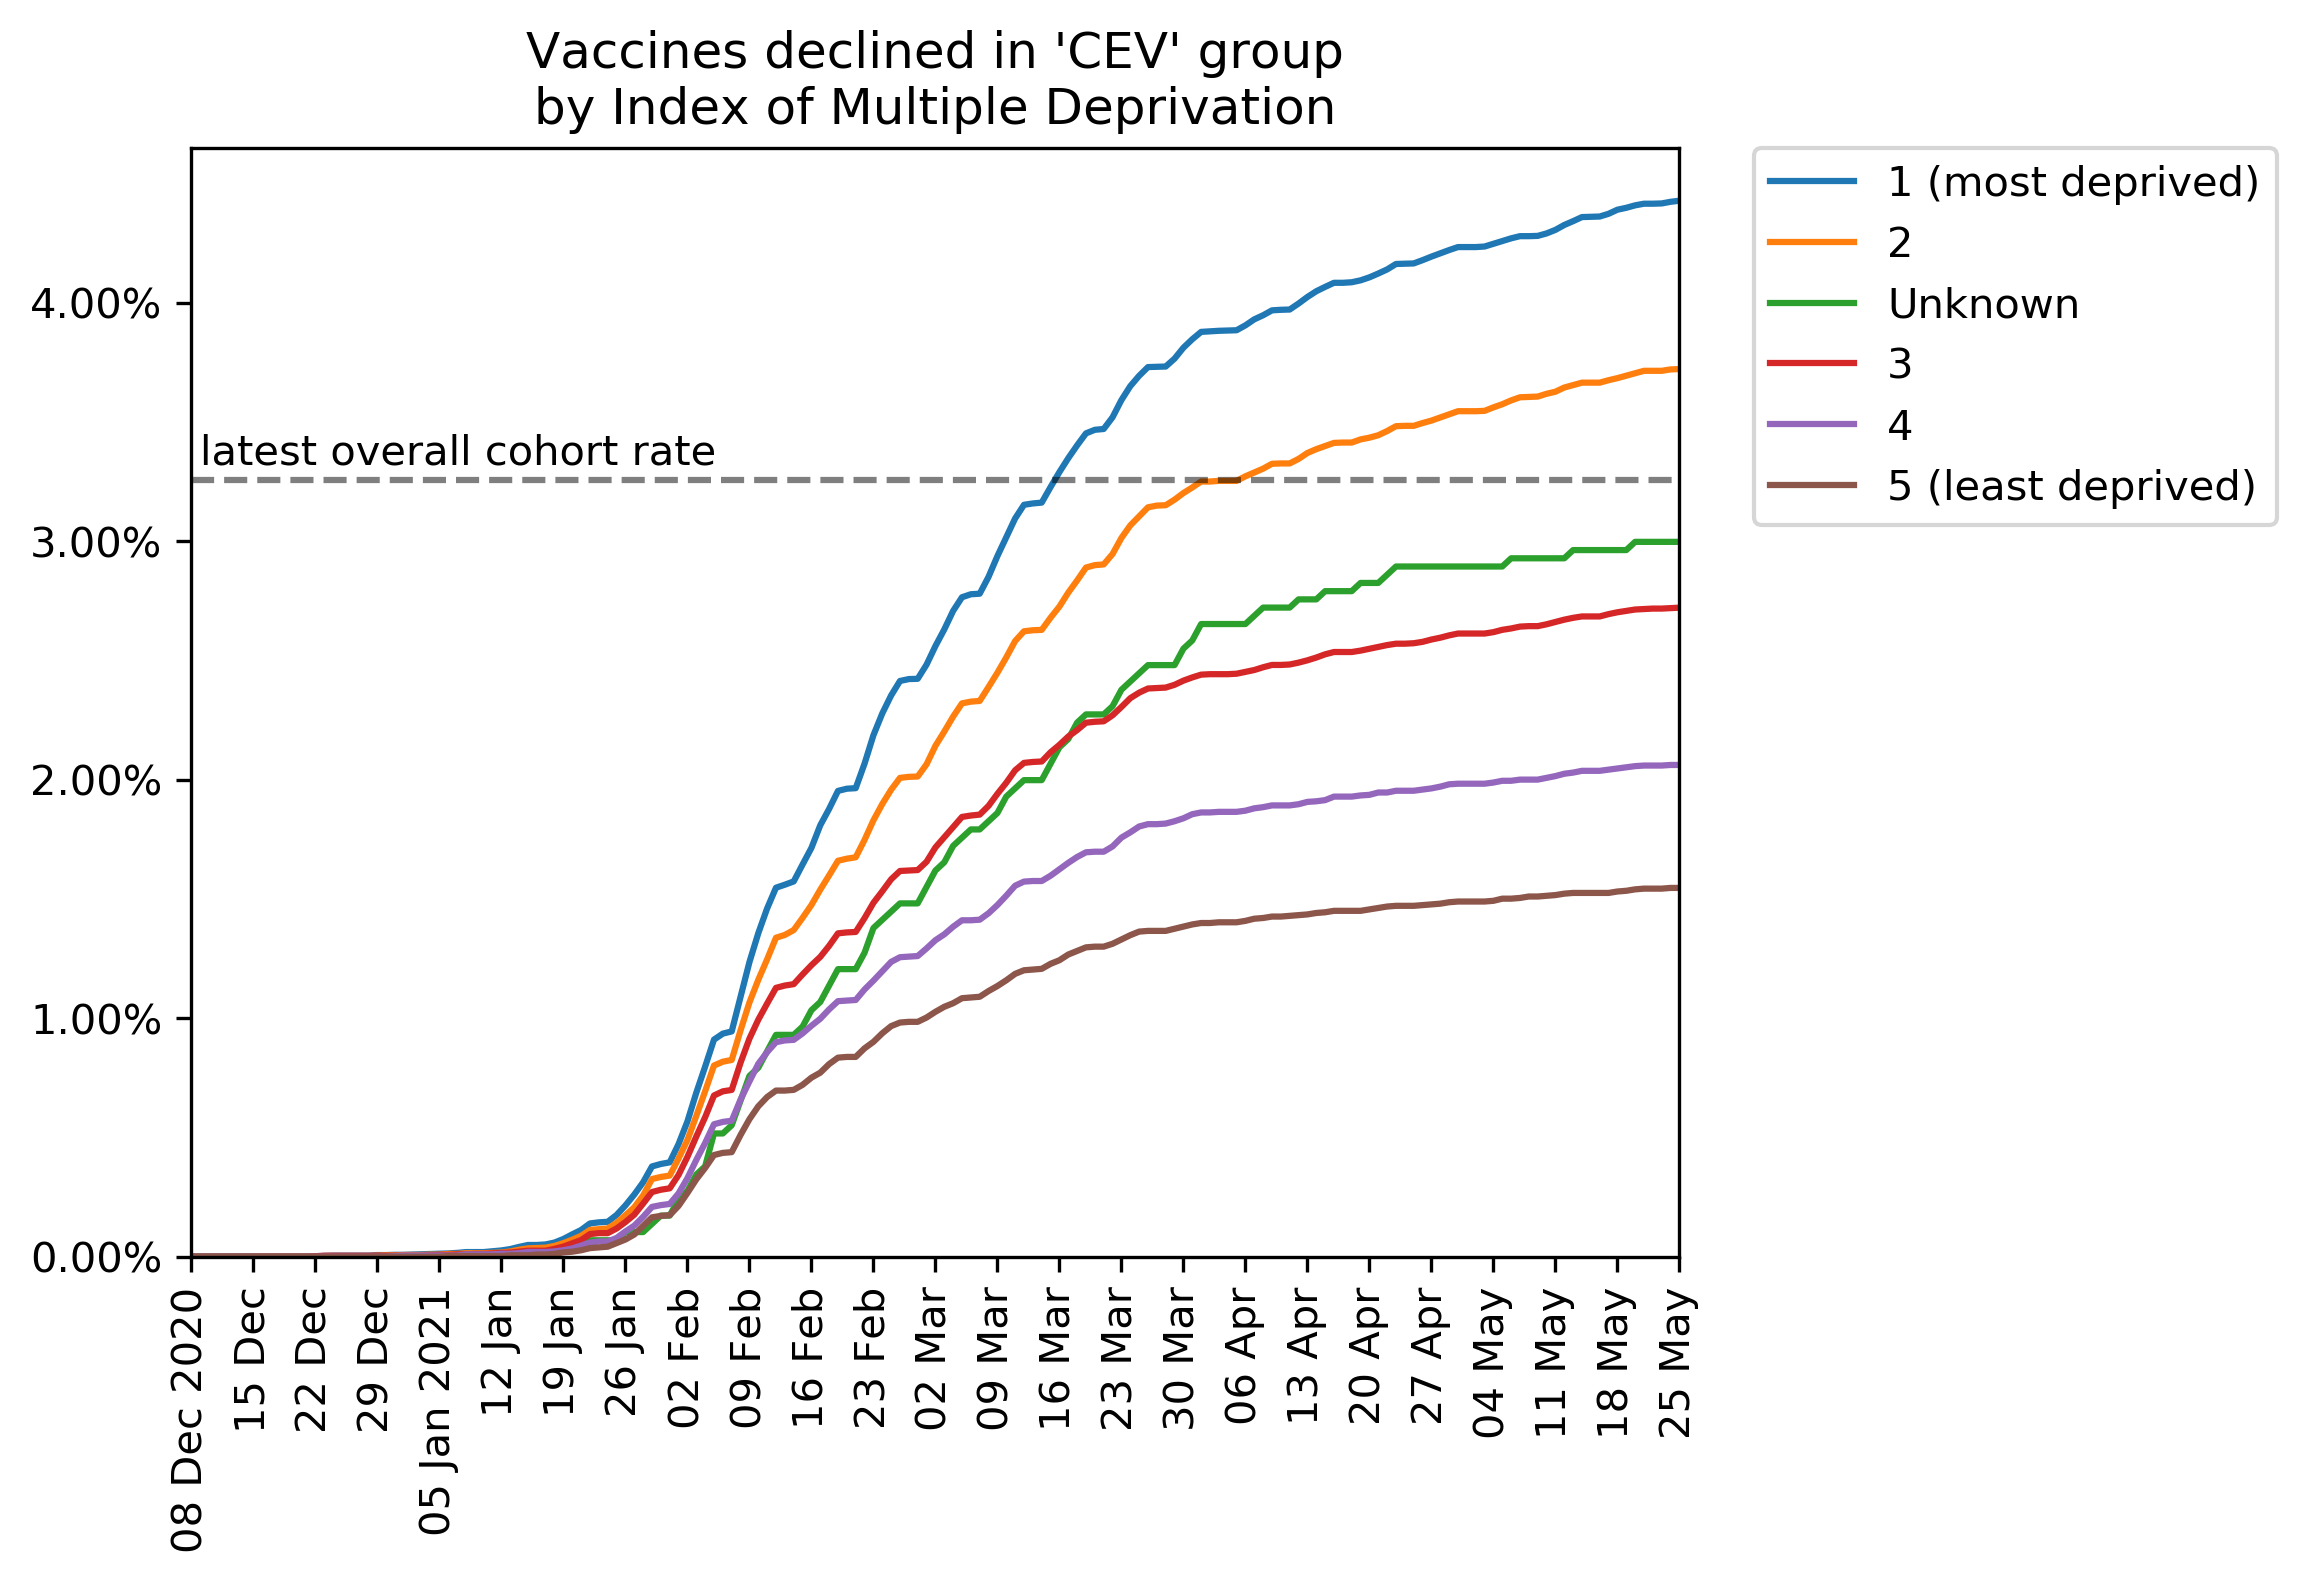 Vaccines declined in 'CEV' group
by Index of Multiple Deprivation
latest overall cohort rate
4.00%
3.00%
2.00%
1.00%
0.00%
08 Dec 2020
15 Dec
22 Dec
29 Dec
05 Jan 2021
12 Jan
19 Jan
26 Jan
02 Feb
09 Feb
16 Feb
23 Feb
02 Mar
09 Mar
16 Mar
23 Mar
30 Mar
06 Apr
13 Apr
20 Apr
27 Apr
04 May
11 May
18 May
25 May
1 (most deprived)
2
Unknown
3
4
5 (least deprived)